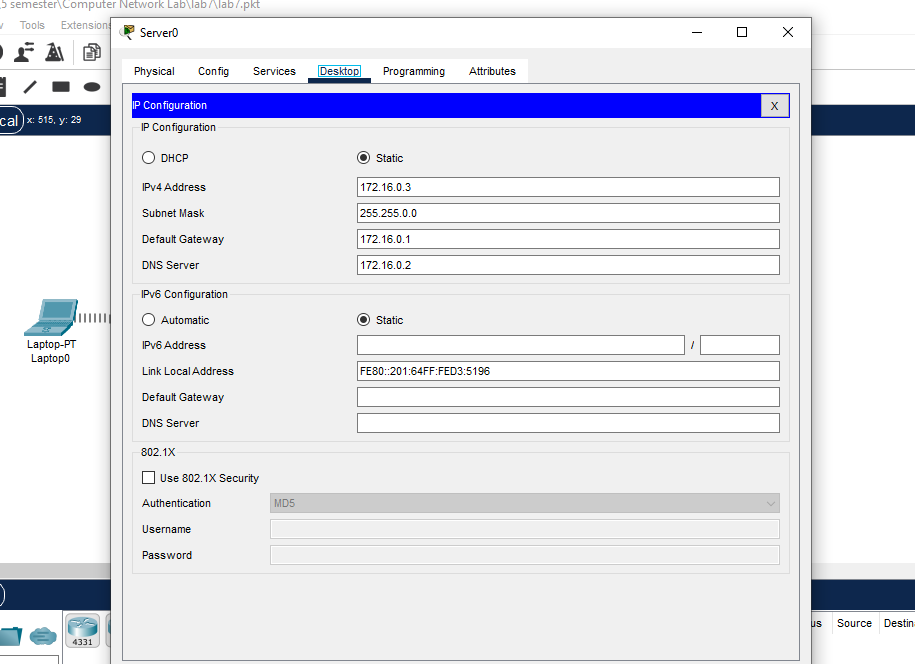 5 semester\Computer Network Lab\lab7\lab7.pkt
Tools Extensions
Server0
Physical Config Services Desktop Programming Attributes
x: 515, y: 29
IP Configuration X
IP Configuration
DHCP Static
IPv4 Address 172.16.0.3
Subnet Mask 255.255.0.0
Default Gateway 172.16.0.1
DNS Server 172.16.0.2
IPv6 Configuration
Automatic Static
IPv6 Address /
Link Local Address FE80::201:64FF:FED3:5196
Default Gateway
DNS Server
Laptop-PT
Laptop0
802.1X
Use 802.1X Security
Authentication MD5
Username
Password
4331
Source